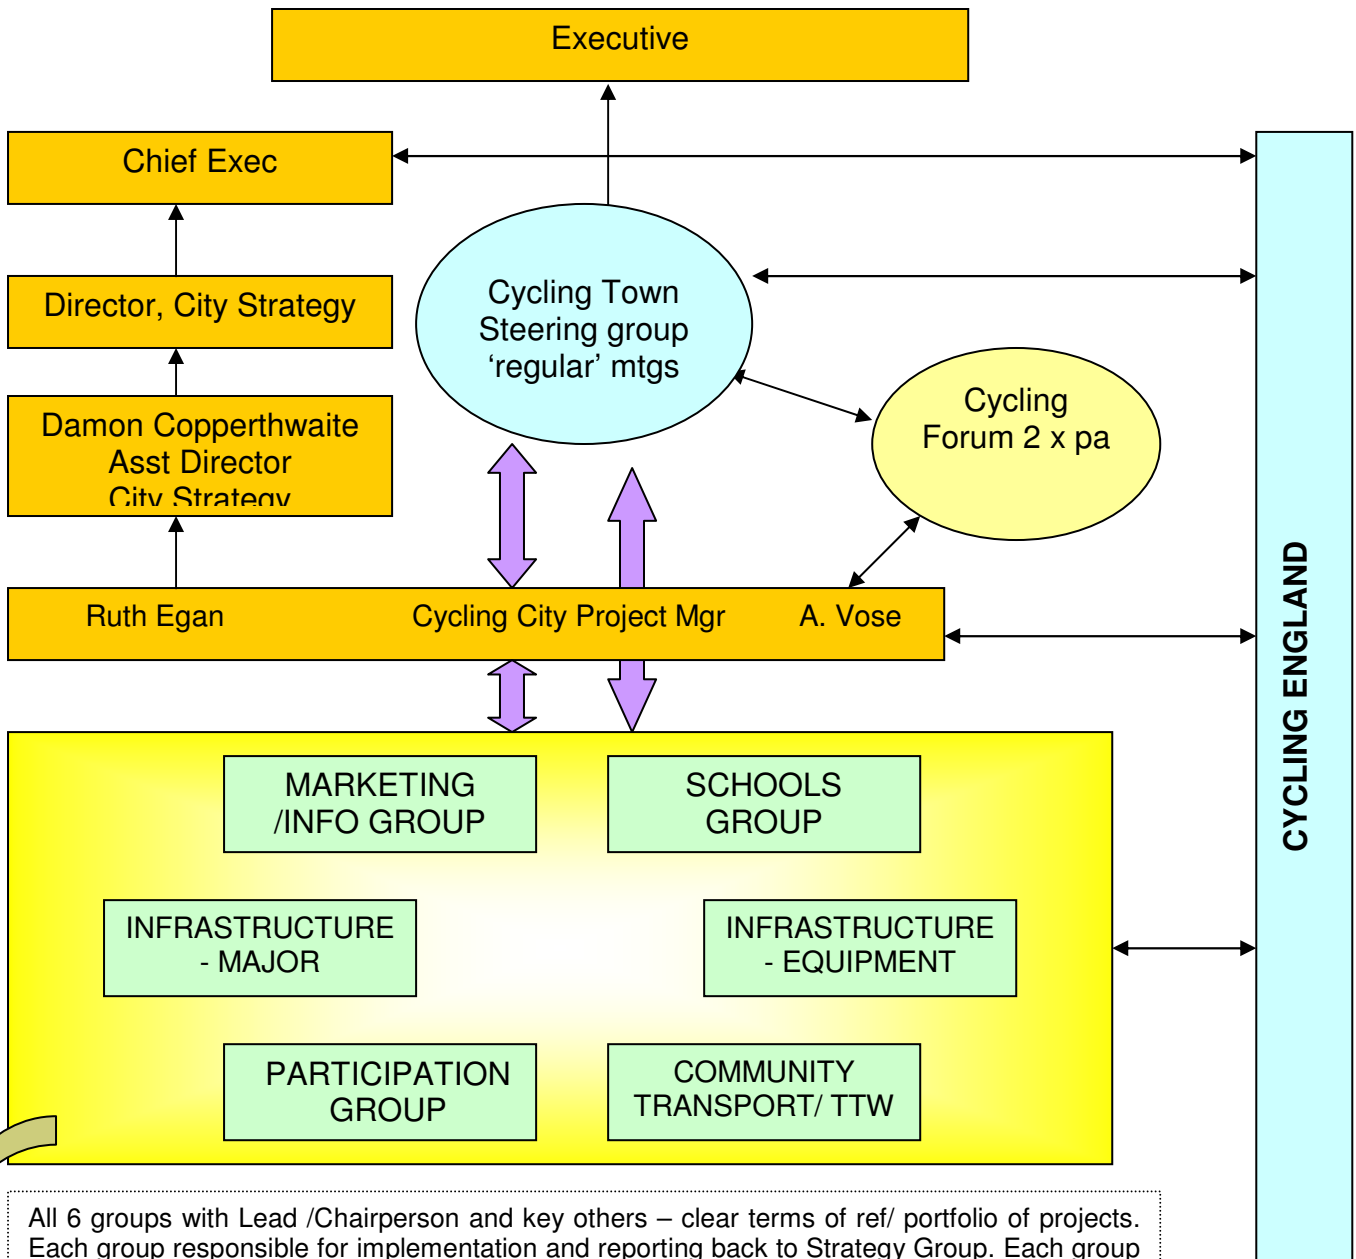 Executive
Chief Exec
Director, City Strategy
Cycling Town
Steering group
‘regular’ mtgs
Damon Copperthwaite
Asst Director
City Strategy
Cycling
Forum 2 x pa
Ruth Egan Cycling City Project Mgr A. Vose
CYCLING ENGLAND
MARKETING
/INFO GROUP
SCHOOLS
GROUP
INFRASTRUCTURE
- MAJOR
INFRASTRUCTURE
- EQUIPMENT
PARTICIPATION
GROUP
COMMUNITY
TRANSPORT/ TTW
All 6 groups with Lead /Chairperson and key others – clear terms of ref/ portfolio of projects.
Each group responsible for implementation and reporting back to Strategy Group. Each group